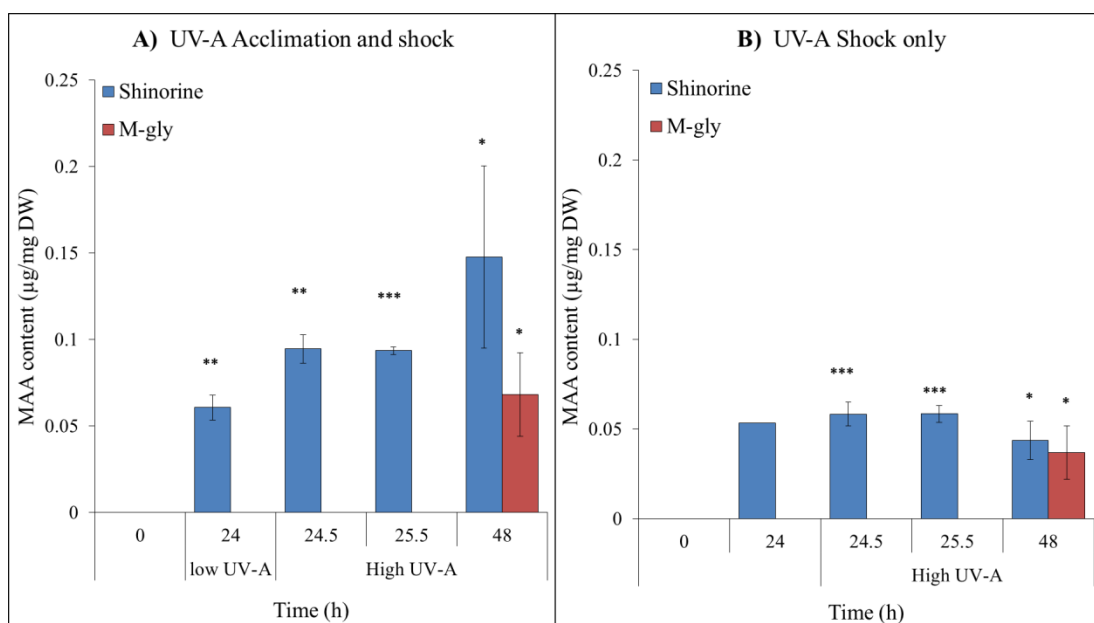 A) UV-A Acclimation and shock
0.25
0.2
0.15
0.1
0.05
0
MAA content (µg/mg DW)
Shinorine
M-gly
**
**
***
*
*
0
24
24.5
25.5
48
low UV-A
High UV-A
Time (h)
B) UV-A Shock only
0.25
0.2
0.15
0.1
0.05
0
MAA content (µg/mg DW)
Shinorine
M-gly
***
***
*
*
0
24
24.5
25.5
48
High UV-A
Time (h)